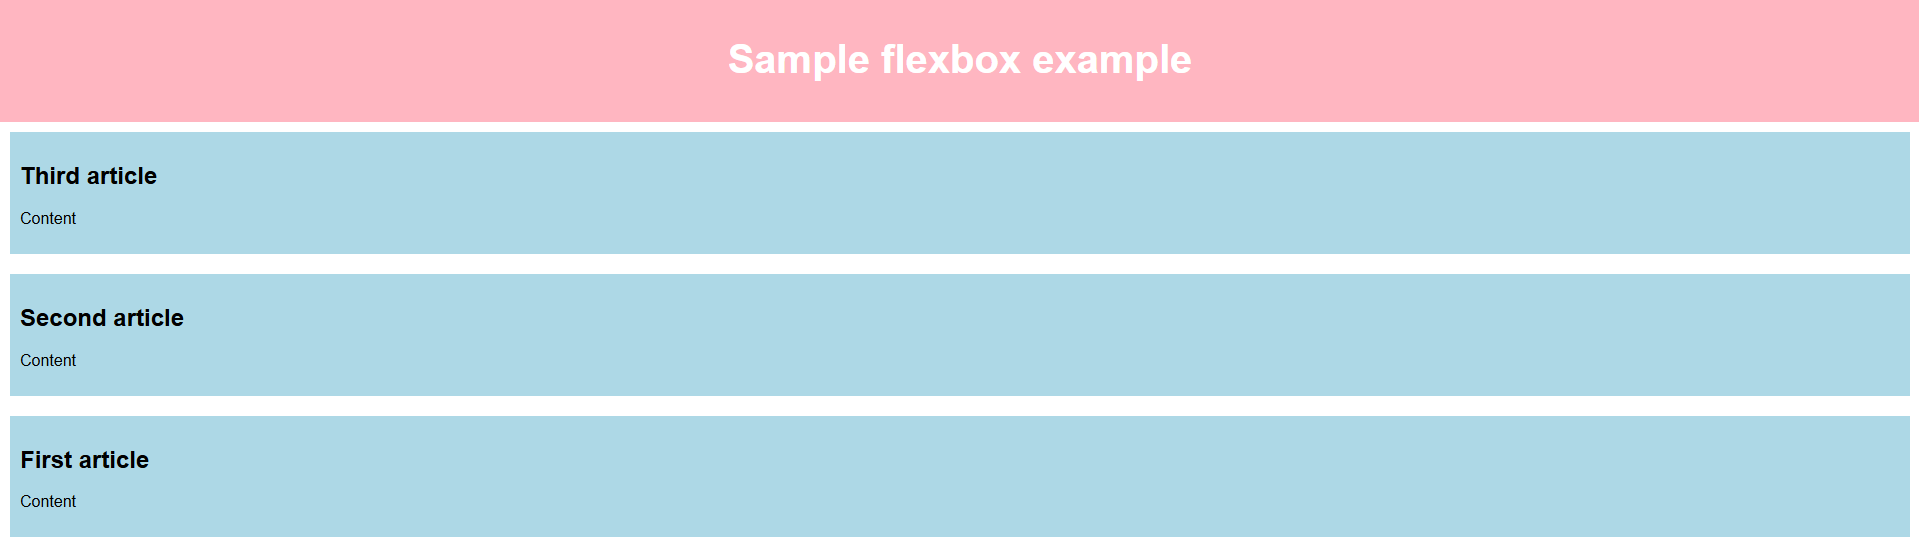 Sample flexbox example
Third article
Content
Second article
Content
First article
Content